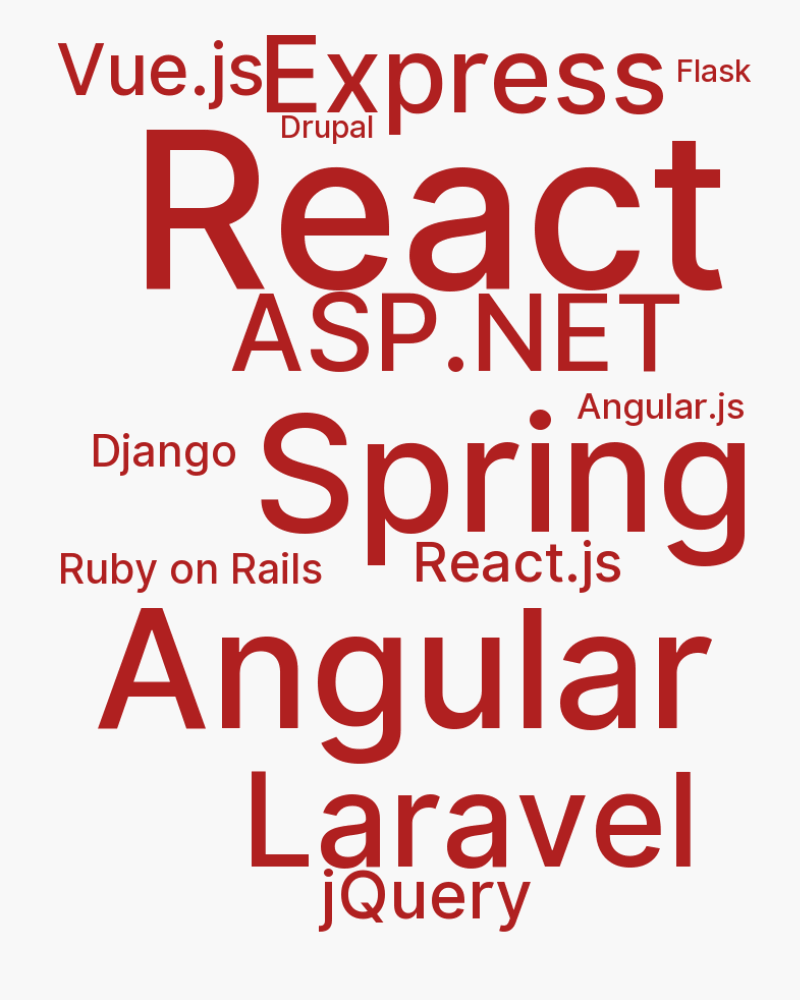 Vue.js
Express
Flask
Drupal
React
ASP.NET
Angular.js
Django
Spring
Ruby on Rails
React.js
Angular
Laravel
jQuery